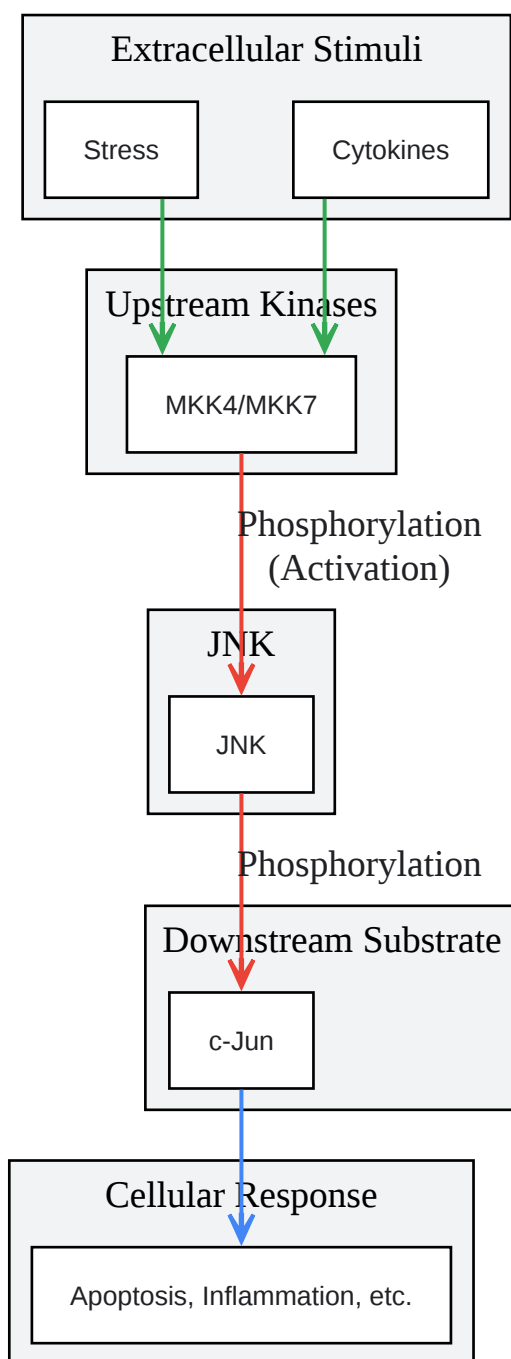 Extracellular Stimuli
Stress
Cytokines
Upstream Kinases
MKK4/MKK7
Phosphorylation
(Activation)
JNK
JNK
Phosphorylation
Downstream Substrate
c-Jun
Cellular Response
Apoptosis, Inflammation, etc.